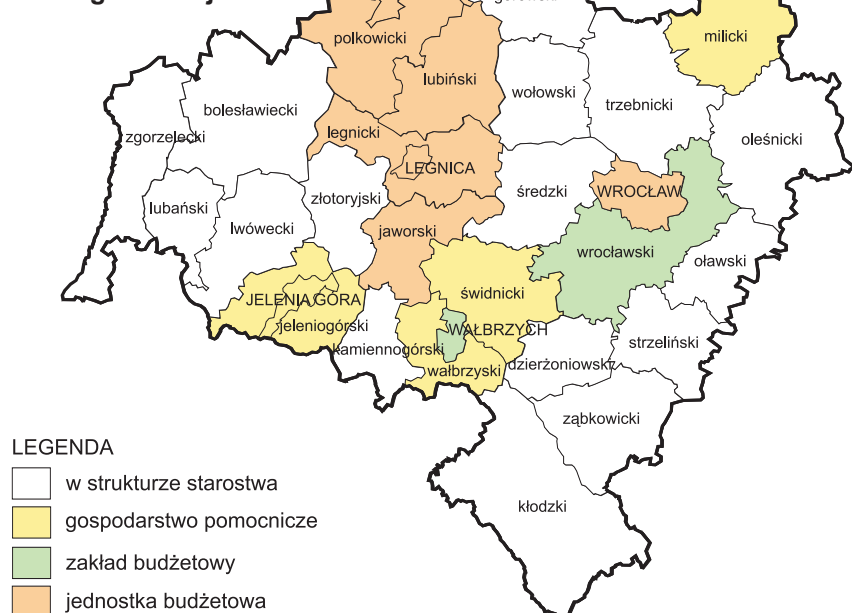 milicki
polkowicki
lubiński
wołowski
trzebnicki
bolesławiecki
legnicki
zgorzelecki
oleśnicki
LEGNICA
złotoryjski
średzki
WROCŁAW
lubański
lwówecki
jaworski
wrocławski
oławski
świdnicki
JELENIA GÓRA
jeleniogórski
WAŁBRZYCH
strzeliński
kamiennogórski
wałbrzyski
dzierżoniowski
ząbkowicki
kłodzki
LEGENDA
w strukturze starostwa
gospodarstwo pomocnicze
zakład budżetowy
jednostka budżetowa